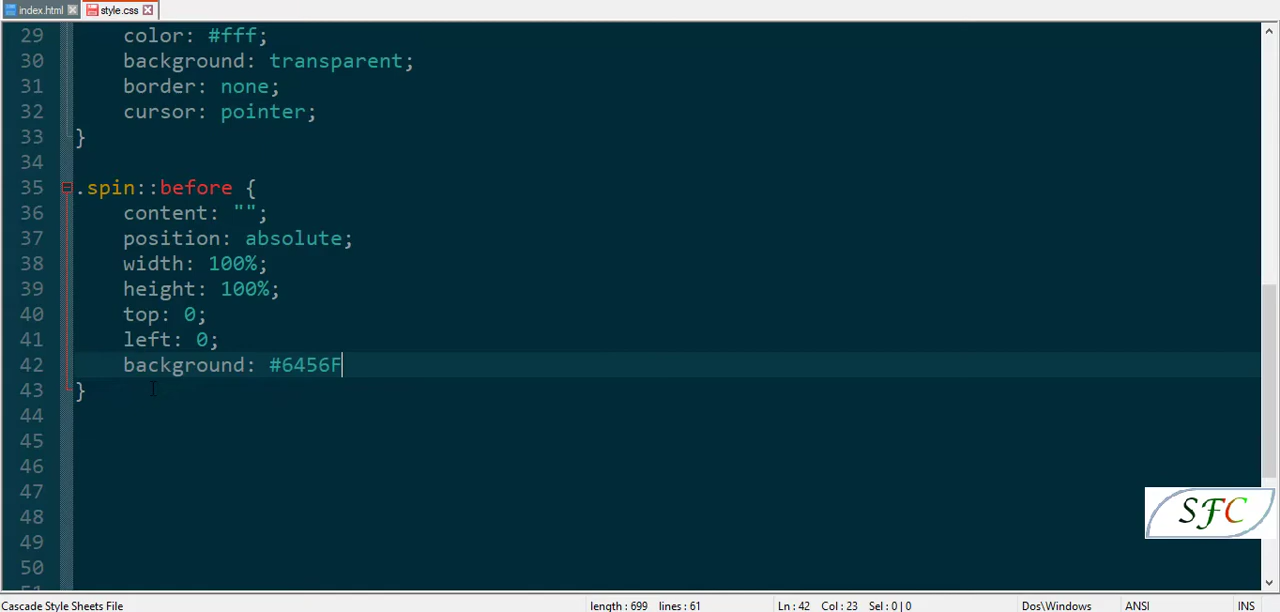 index.html
style.css
29 color: #fff;
30 background: transparent;
31 border: none;
32 cursor: pointer;
33 }
34
35 .spin::before {
36 content: "";
37 position: absolute;
38 width: 100%;
39 height: 100%;
40 top: 0;
41 left: 0;
42 background: #6456F
43 }
44
45
46
47
48
49
50
SFC
Cascade Style Sheets File
length : 699 lines : 61
Ln : 42 Col : 23 Sel : 0 | 0
Dos\Windows
ANSI
INS